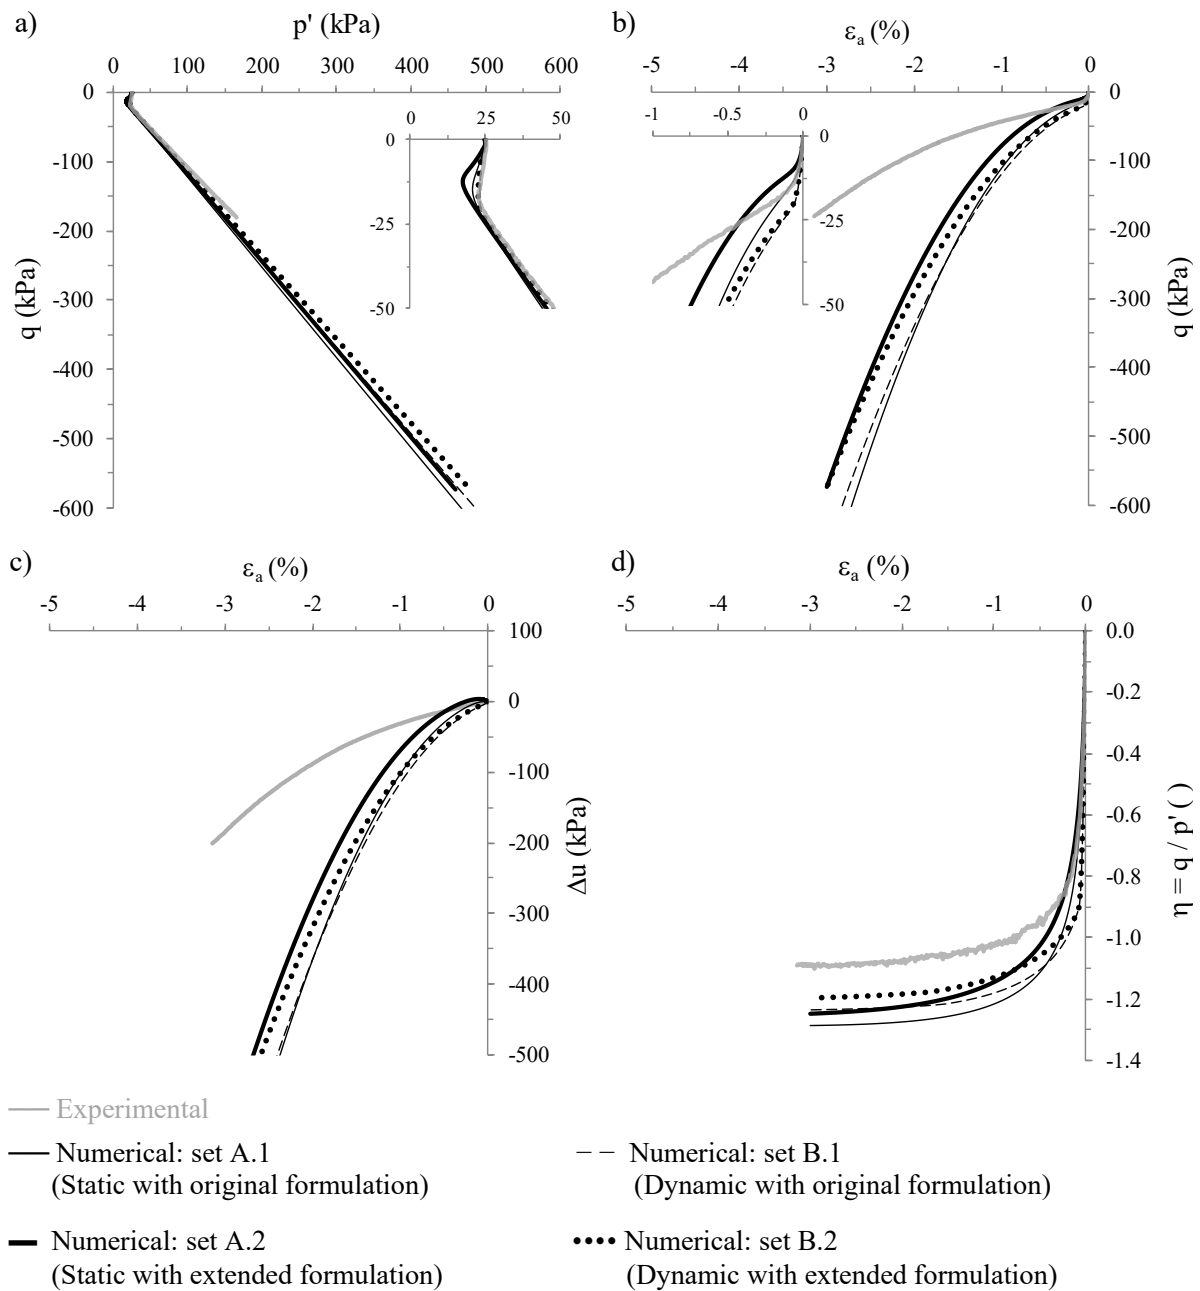 a)
p' (kPa)
0 100 200 300 400 500 600
0
-100
-200
-300
-400
-500
-600
q (kPa)
0 25 50
0
-25
-50
b)
εa (%)
-5 -4 -3 -2 -1 0
0
-100
-200
-300
-400
-500
-600
q (kPa)
-1 -0.5 0
0
-25
-50
c)
εa (%)
-5 -4 -3 -2 -1 0
100
0
-100
-200
-300
-400
-500
Δu (kPa)
d)
εa (%)
-5 -4 -3 -2 -1 0
0.0
-0.2
-0.4
-0.6
-0.8
-1.0
-1.2
-1.4
η = q / p' ( )
Experimental
Numerical: set A.1
(Static with original formulation)
Numerical: set B.1
(Dynamic with original formulation)
Numerical: set A.2
(Static with extended formulation)
Numerical: set B.2
(Dynamic with extended formulation)